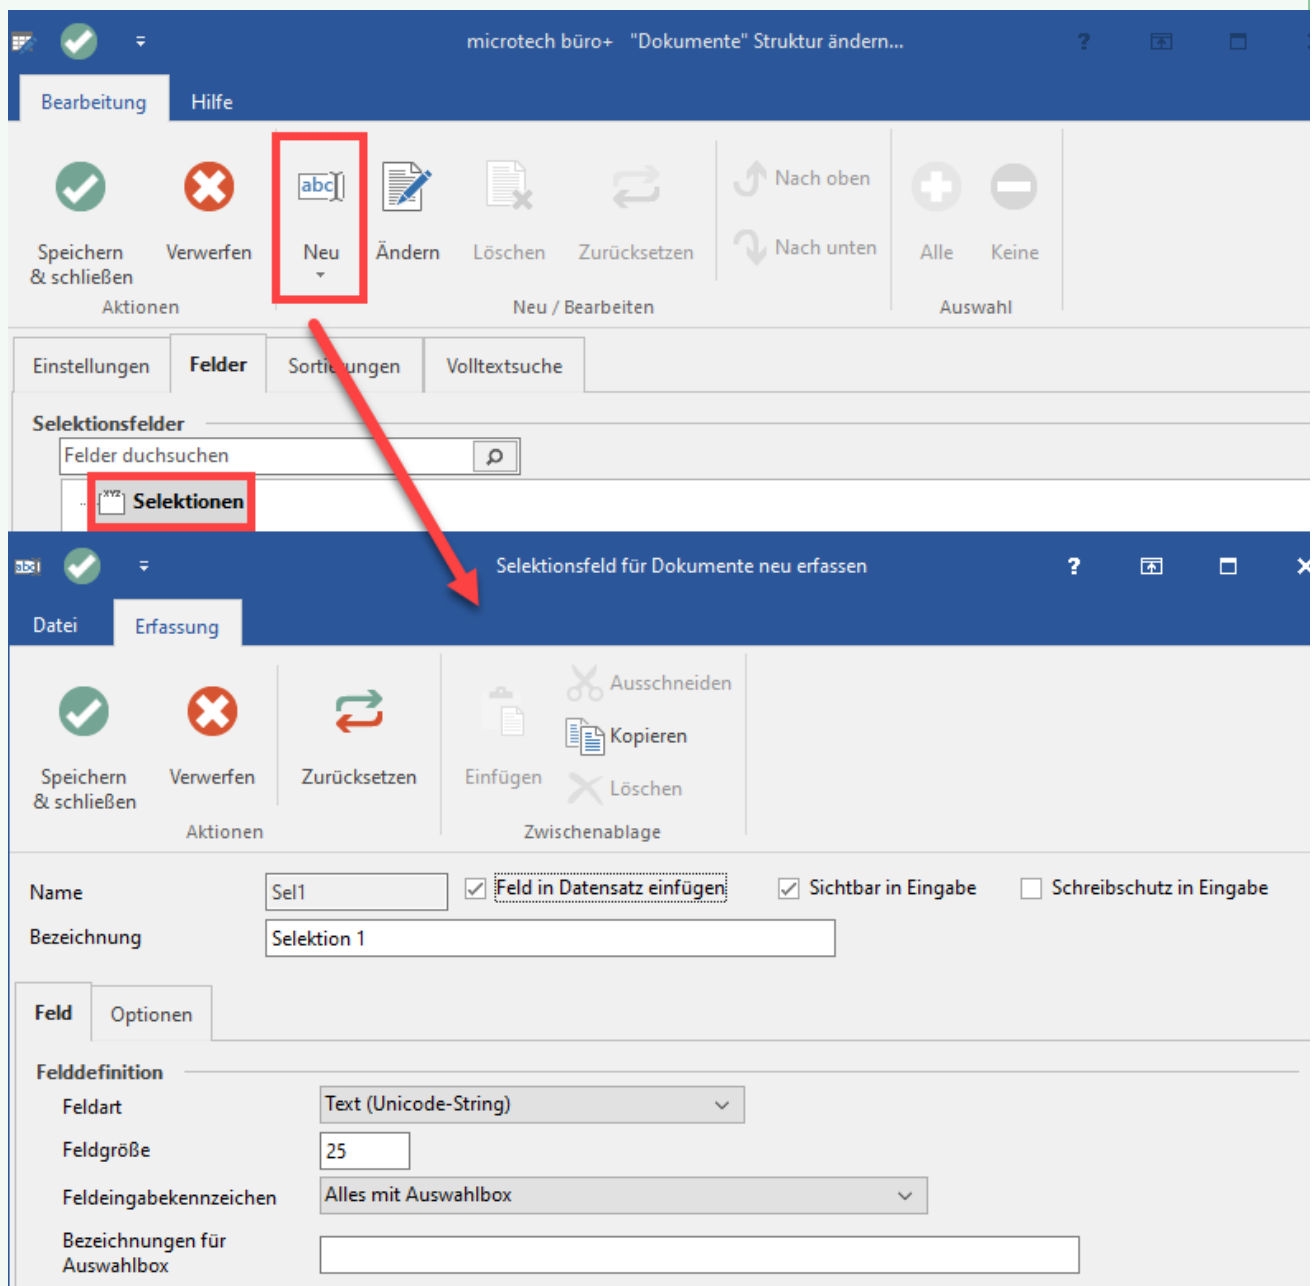 microtech büro+ "Dokumente" Struktur ändern... ?
Bearbeitung Hilfe
abc
Nach oben
Nach unten
Speichern & schließen
Verwerfen
Neu
Ändern
Löschen
Zurücksetzen
Alle
Keine
Aktionen
Neu / Bearbeiten
Auswahl
Einstellungen Felder Sortierungen Volltextsuche
Selektionsfelder
Felder duchsuchen
XYZ Selektionen
abc Selektionsfeld für Dokumente neu erfassen ?
Datei Erfassung
Ausschneiden
Kopieren
Löschen
Speichern & schließen
Verwerfen
Zurücksetzen
Einfügen
Aktionen
Zwischenablage
Name Sel1 Feld in Datensatz einfügen Sichtbar in Eingabe Schreibschutz in Eingabe
Bezeichnung Selektion 1
Feld Optionen
Felddefinition
Feldart Text (Unicode-String)
Feldgröße 25
Feldeingabekennzeichen Alles mit Auswahlbox
Bezeichnungen für
Auswahlbox